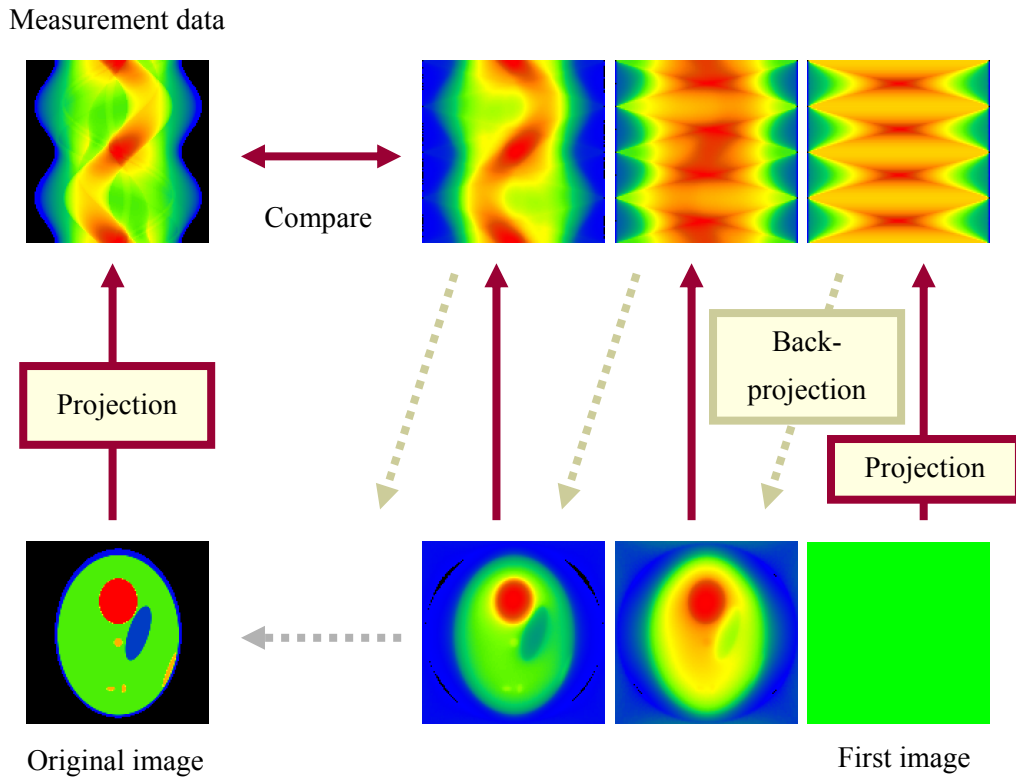 Measurement data
Compare
Projection
Back-
projection
Projection
Original image
First image